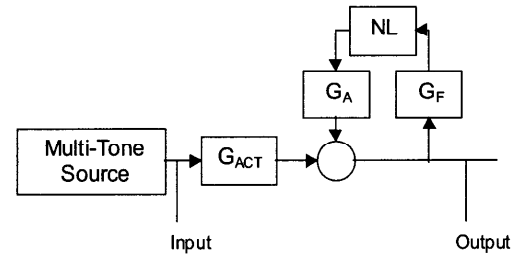 NL
G_A
G_F
Multi-Tone
Source
G_ACT
Input
Output